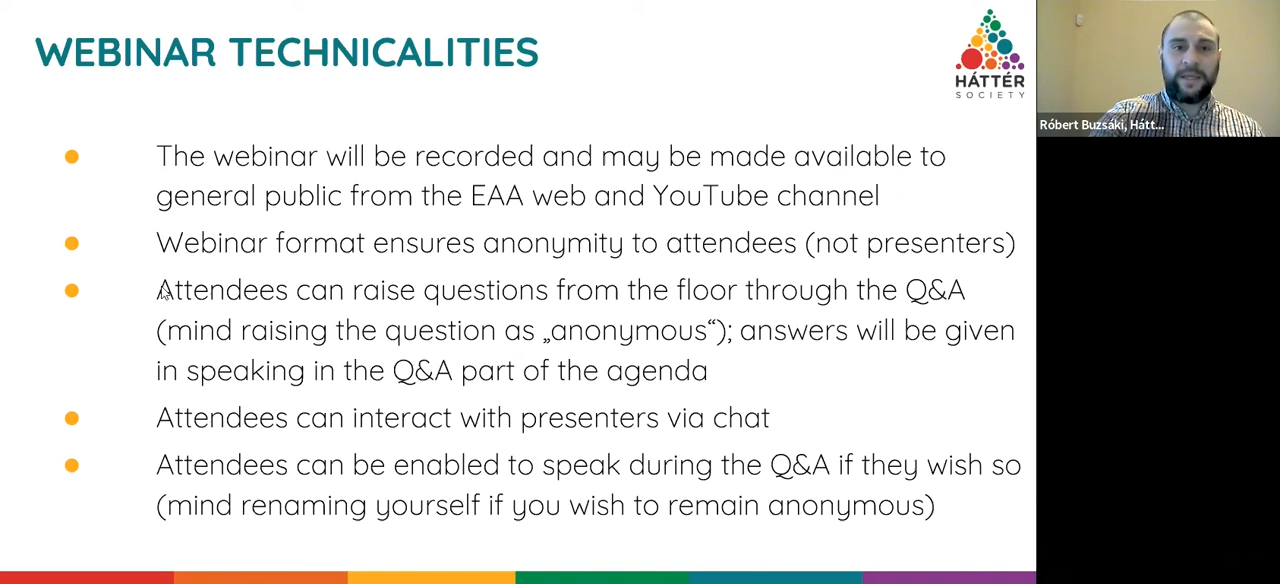 WEBINAR TECHNICALITIES
HÁTTÉR
SOCIETY
Róbert Buzsáki, Hátt...
The webinar will be recorded and may be made available to
general public from the EAA web and YouTube channel
Webinar format ensures anonymity to attendees (not presenters)
Attendees can raise questions from the floor through the Q&A
(mind raising the question as „anonymous“); answers will be given
in speaking in the Q&A part of the agenda
Attendees can interact with presenters via chat
Attendees can be enabled to speak during the Q&A if they wish so
(mind renaming yourself if you wish to remain anonymous)